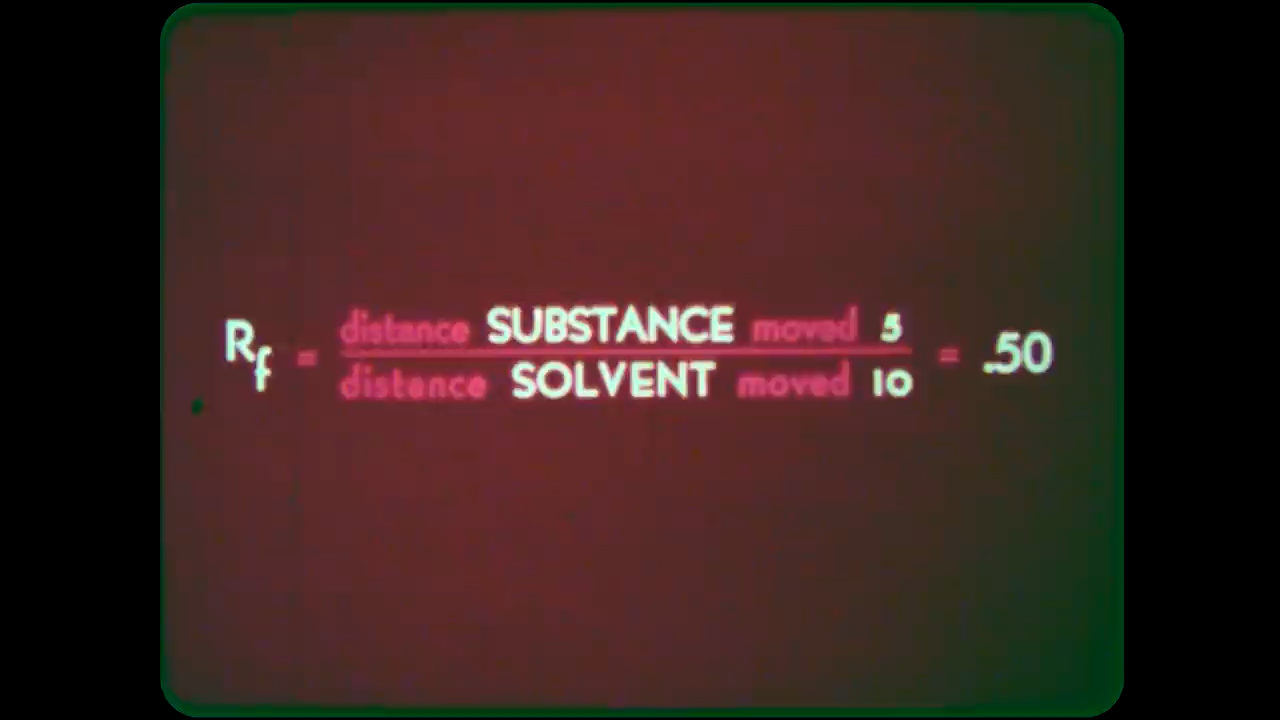 distance SUBSTANCE moved 5
Rf = = .50
distance SOLVENT moved 10